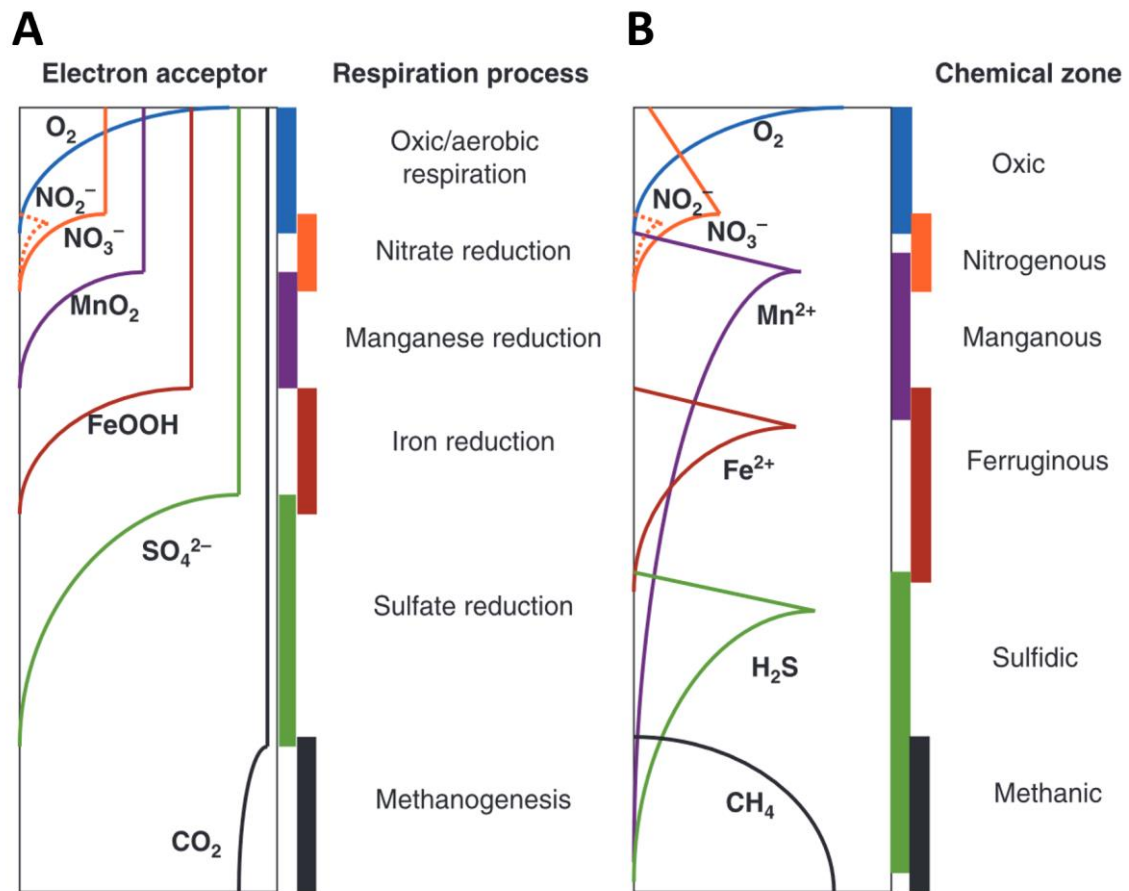 A
Electron acceptor
Respiration process
O₂
NO₂⁻
NO₃⁻
MnO₂
FeOOH
SO₄²⁻
CO₂
Oxic/aerobic
respiration
Nitrate reduction
Manganese reduction
Iron reduction
Sulfate reduction
Methanogenesis
B
Chemical zone
O₂
NO₂⁻
NO₃⁻
Mn²⁺
Fe²⁺
H₂S
CH₄
Oxic
Nitrogenous
Manganous
Ferruginous
Sulfidic
Methanic